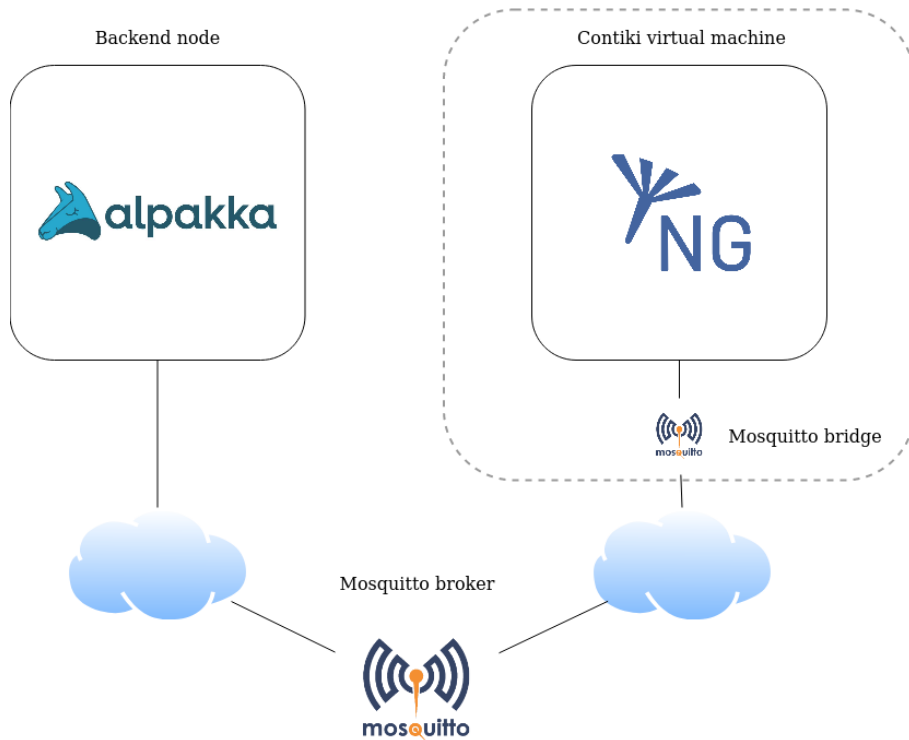 Backend node
Contiki virtual machine
alpakka
NG
mosquitto
Mosquitto bridge
Mosquitto broker
mosquitto